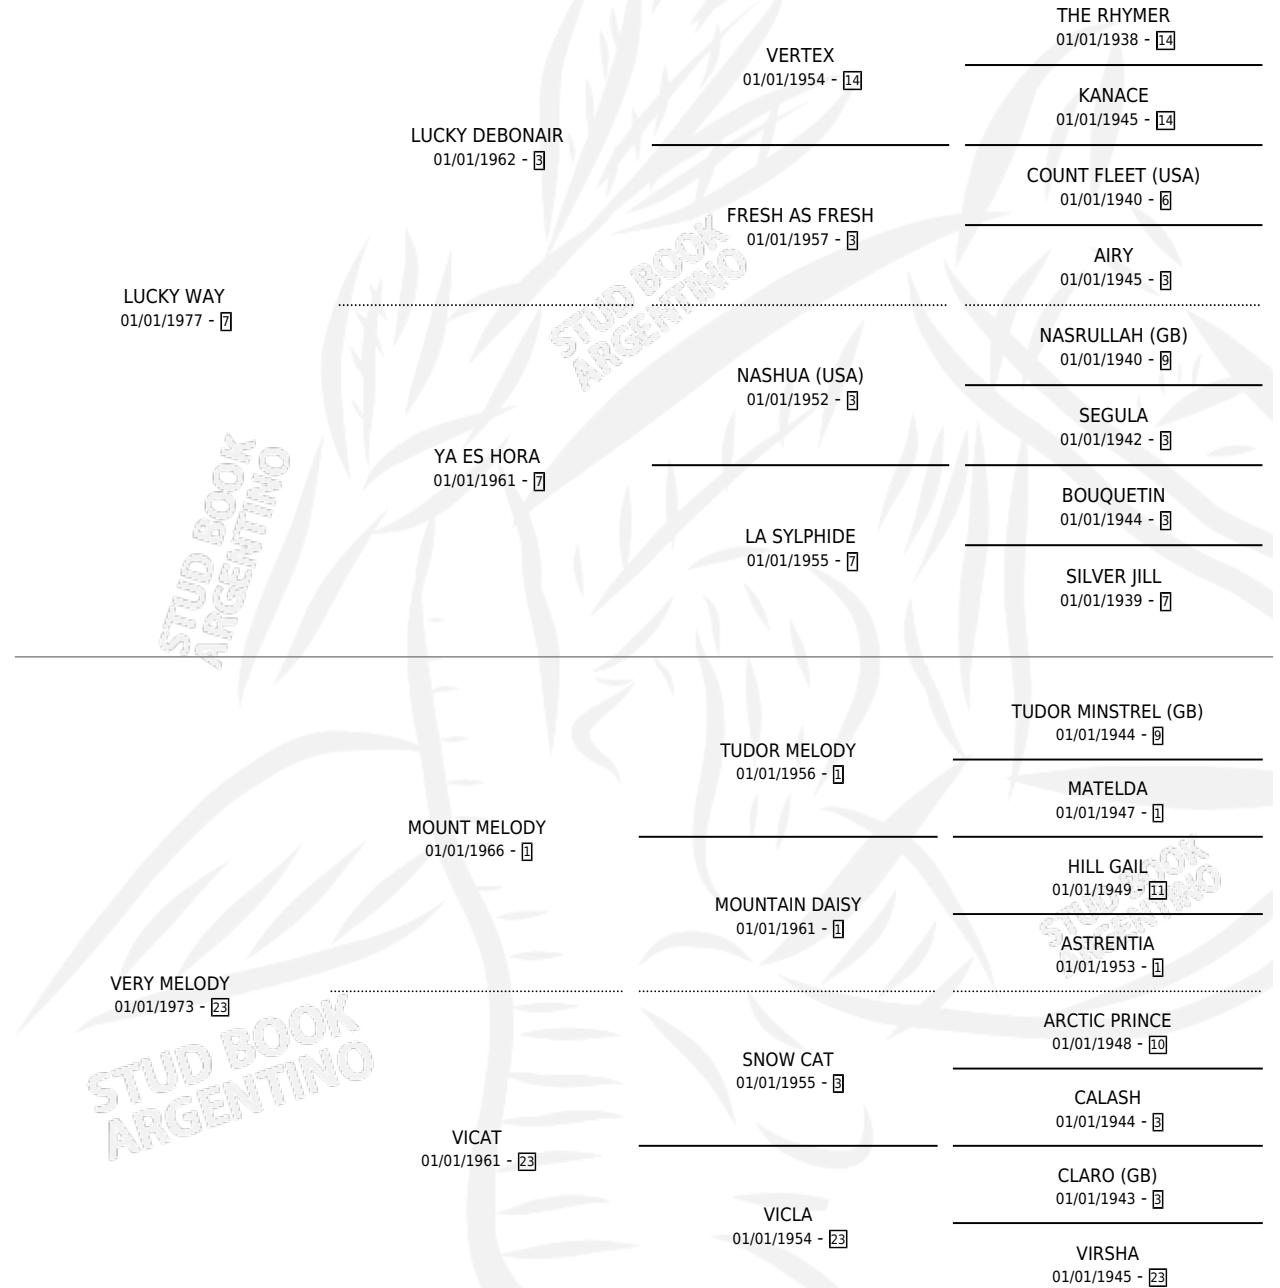 THE RHYMER
01/01/1938 - 14
VERTEX
01/01/1954 - 14
KANACE
01/01/1945 - 14
LUCKY DEBONAIR
01/01/1962 - 3
COUNT FLEET (USA)
01/01/1940 - 6
FRESH AS FRESH
01/01/1957 - 3
AIRY
01/01/1945 - 3
LUCKY WAY
01/01/1977 - 7
NASRULLAH (GB)
01/01/1940 - 9
NASHUA (USA)
01/01/1952 - 3
SEGULA
01/01/1942 - 3
YA ES HORA
01/01/1961 - 7
BOUQUETIN
01/01/1944 - 3
LA SYLPHIDE
01/01/1955 - 7
SILVER JILL
01/01/1939 - 7
TUDOR MINSTREL (GB)
01/01/1944 - 9
TUDOR MELODY
01/01/1956 - 1
MATELDA
01/01/1947 - 1
MOUNT MELODY
01/01/1966 - 1
HILL GAIL
01/01/1949 - 11
MOUNTAIN DAISY
01/01/1961 - 1
ASTRENTIA
01/01/1953 - 1
VERY MELODY
01/01/1973 - 23
ARCTIC PRINCE
01/01/1948 - 10
SNOW CAT
01/01/1955 - 3
CALASH
01/01/1944 - 3
VICAT
01/01/1961 - 23
CLARO (GB)
01/01/1943 - 3
VICLA
01/01/1954 - 23
VIRSHA
01/01/1945 - 23
STUD BOOK
ARGENTINO
STUD BOOK
ARGENTINO
STUD BOOK
ARGENTINO
STUD BOOK
ARGENTINO